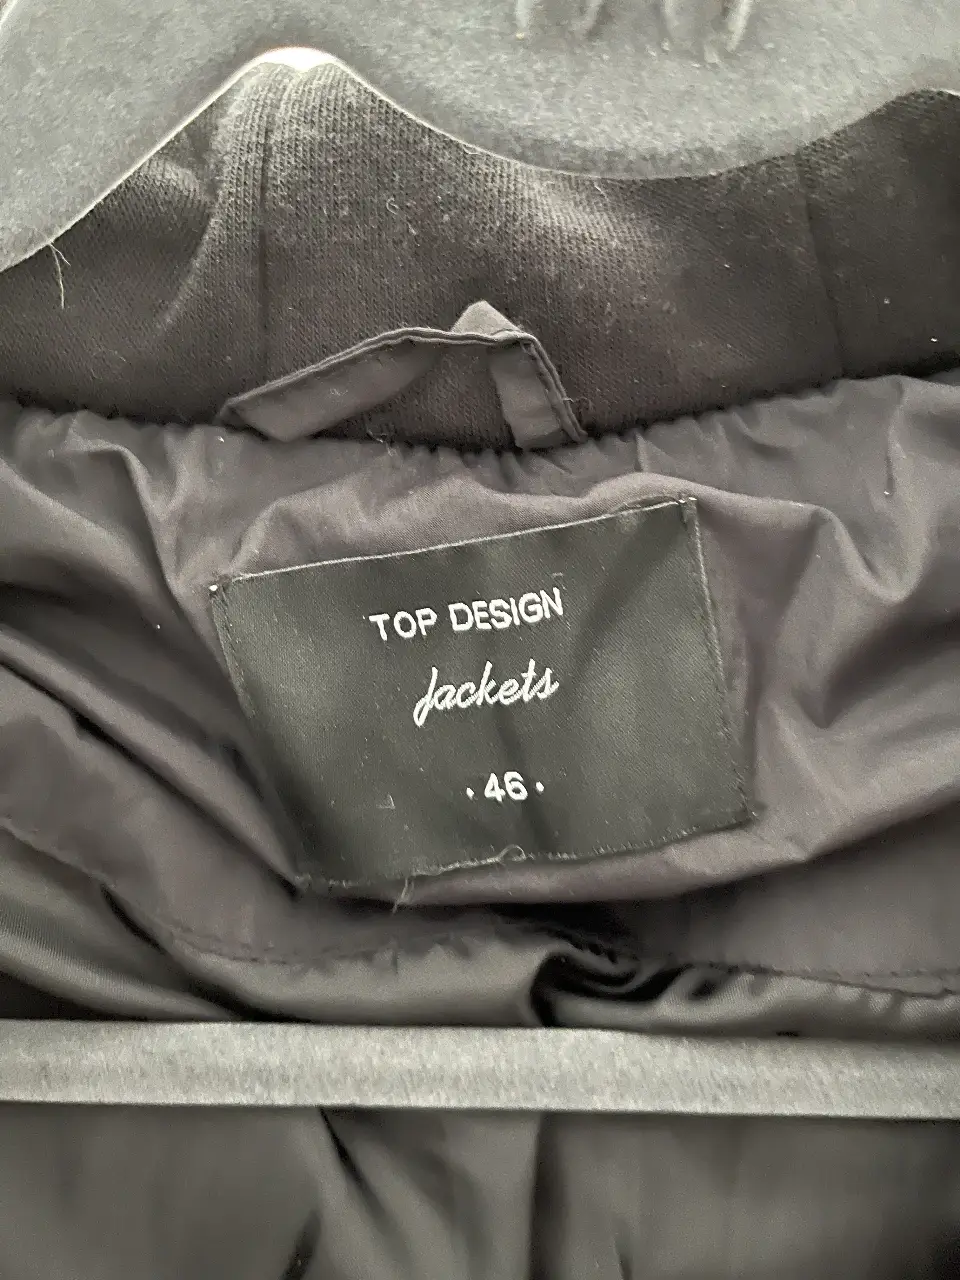 TOP DESIGN
Jackets
·46·